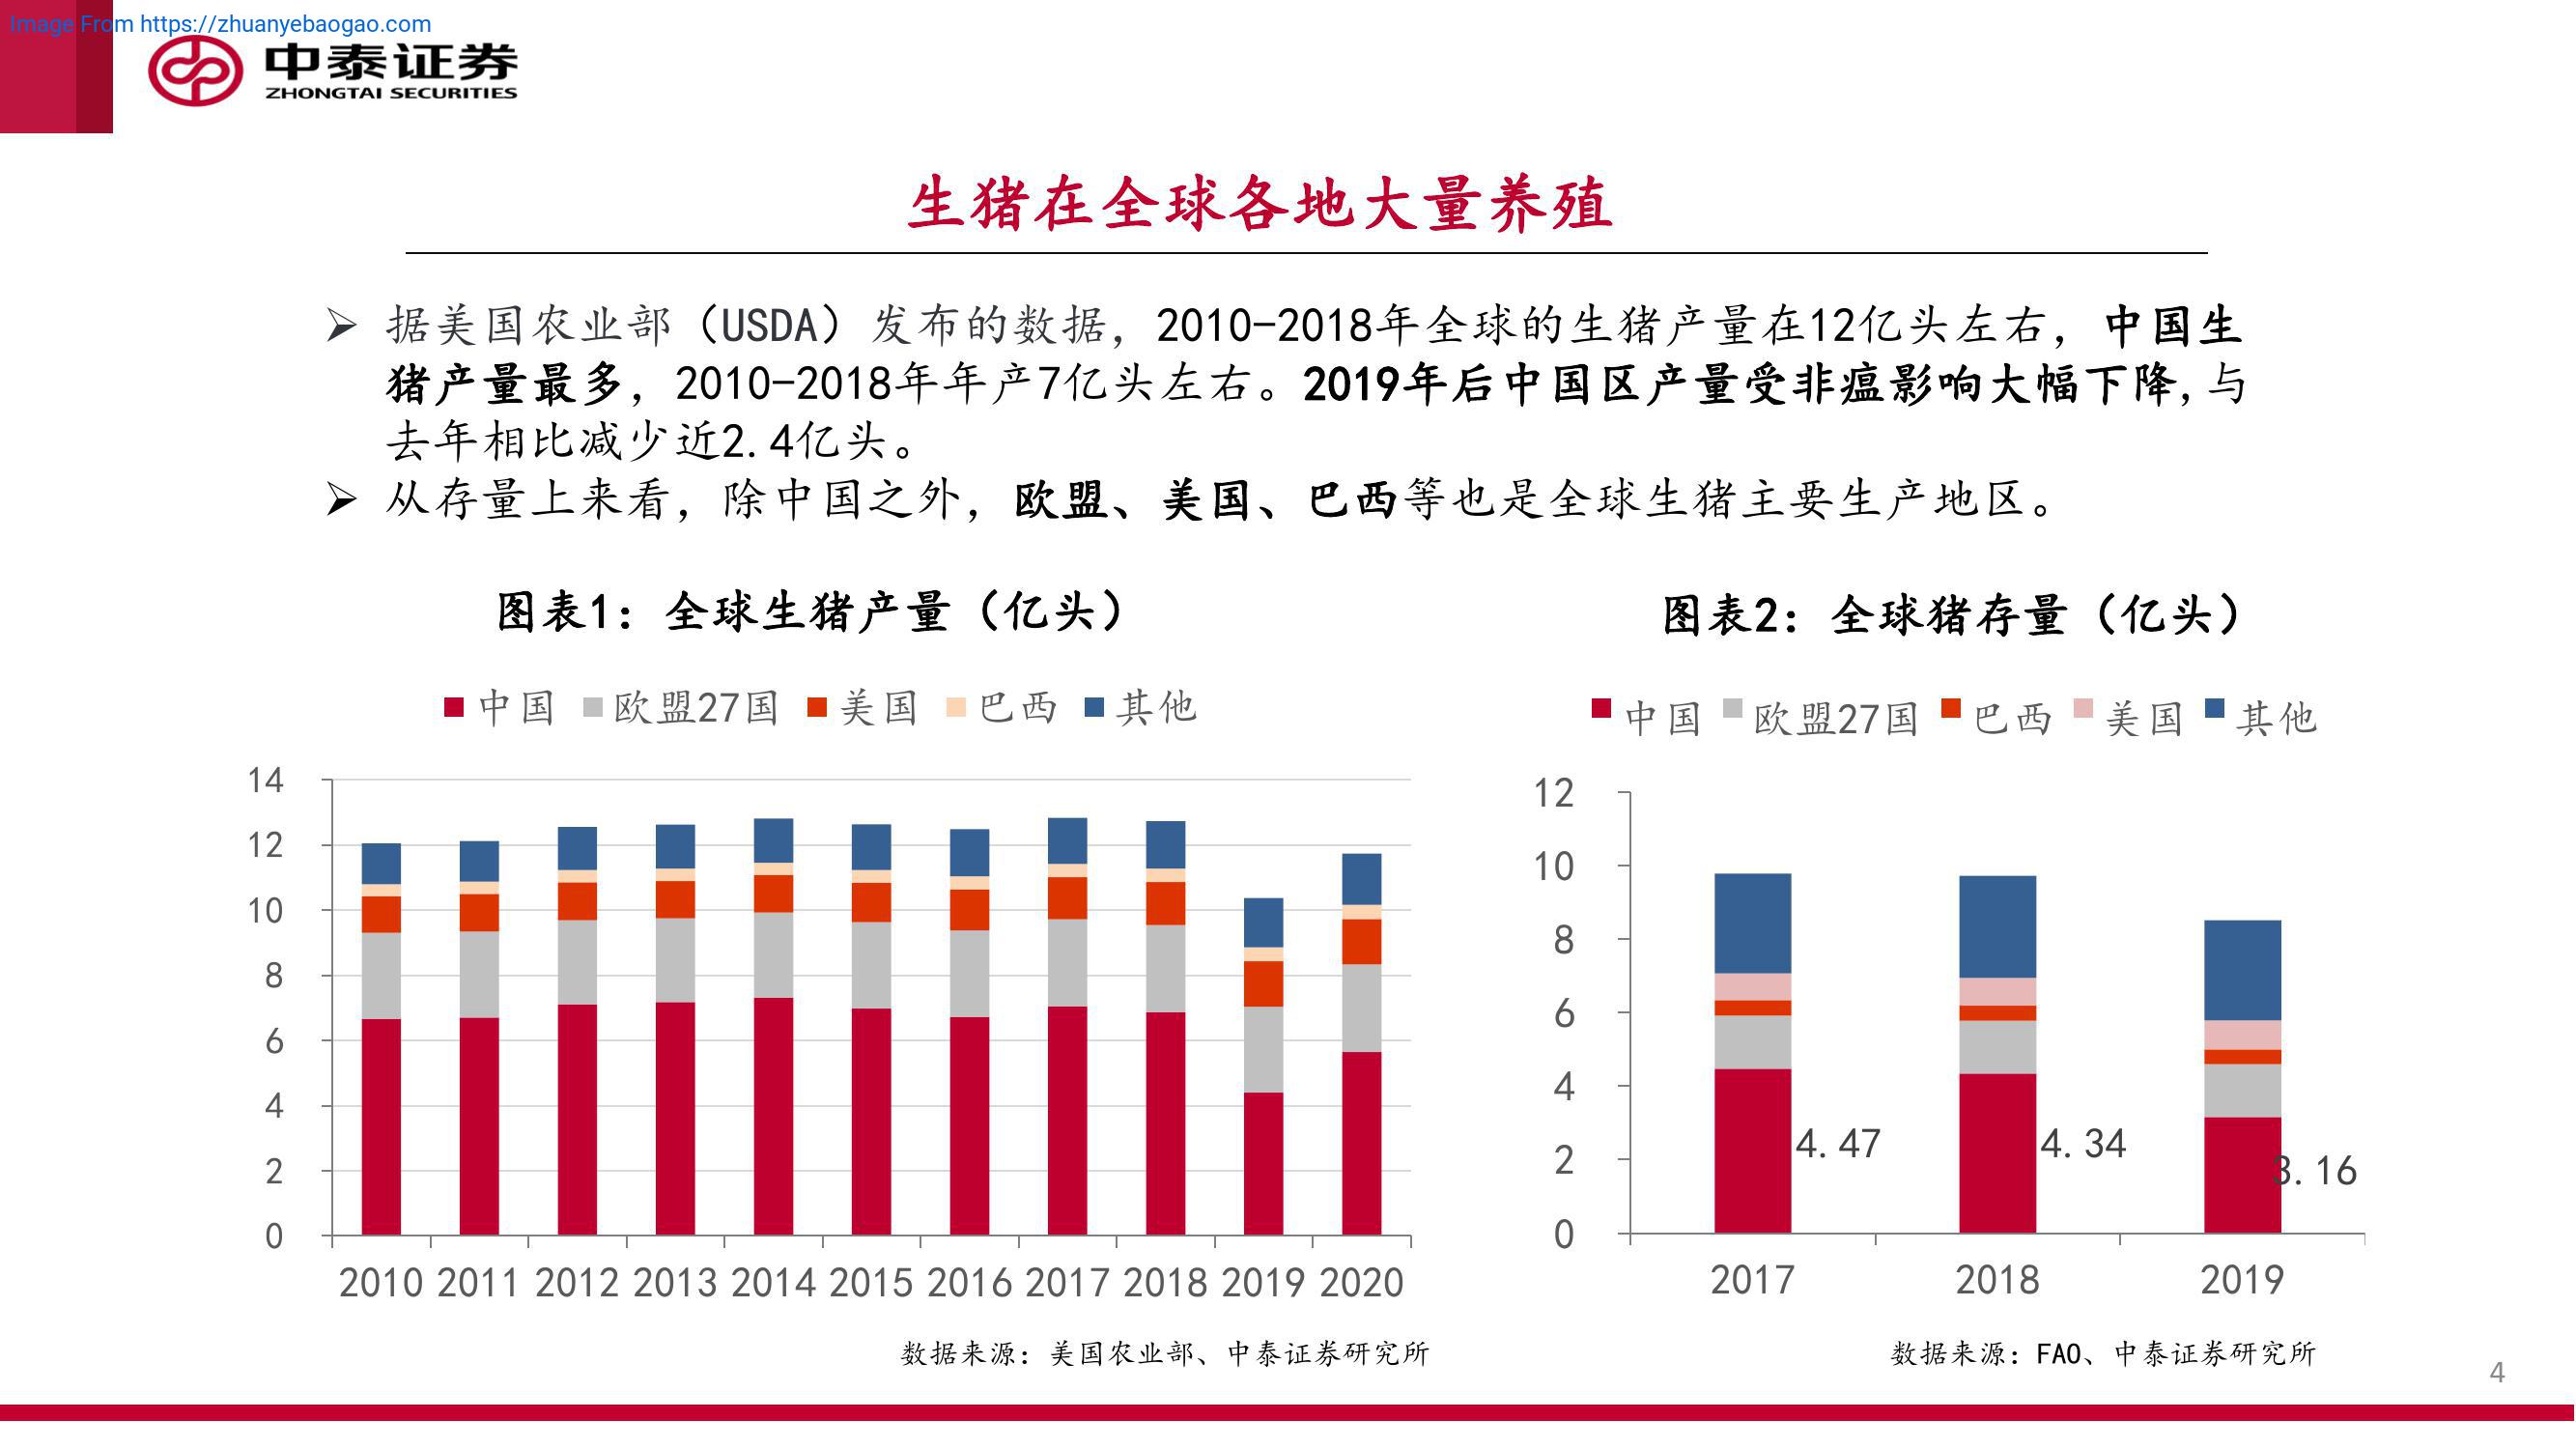 Image From https://zhuanyebaogao.com
中泰证券
ZHONGTAI SECURITIES
生猪在全球各地大量养殖
➢ 据美国农业部（USDA）发布的数据，2010-2018年全球的生猪产量在12亿头左右，中国生
猪产量最多，2010-2018年年产7亿头左右。2019年后中国区产量受非瘟影响大幅下降,与
去年相比减少近2.4亿头。
➢ 从存量上来看，除中国之外，欧盟、美国、巴西等也是全球生猪主要生产地区。
图表1：全球生猪产量（亿头）
中国 欧盟27国 美国 巴西 其他
14
12
10
8
6
4
2
0
2010 2011 2012 2013 2014 2015 2016 2017 2018 2019 2020
数据来源：美国农业部、中泰证券研究所
图表2：全球猪存量（亿头）
中国 欧盟27国 巴西 美国 其他
12
10
8
6
4
2
0
4.47 4.34 3.16
2017 2018 2019
数据来源：FAO、中泰证券研究所
4